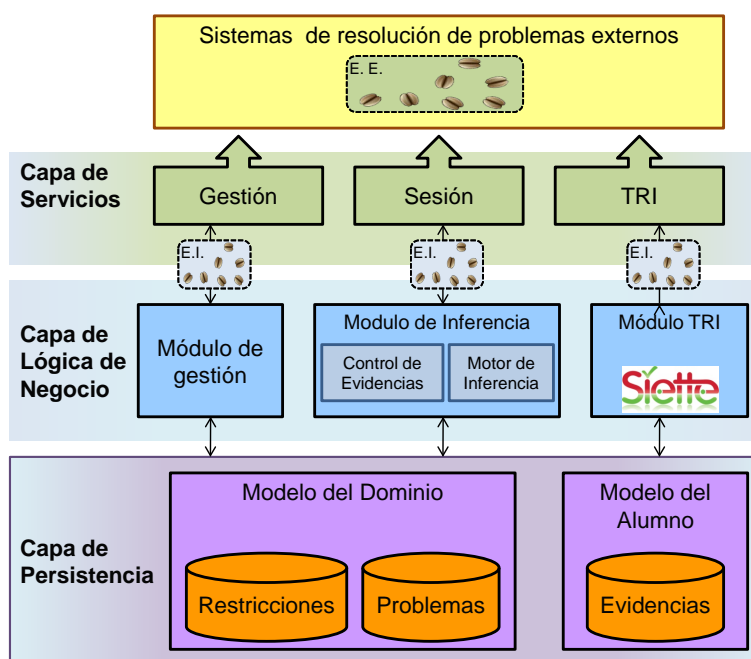 Sistemas de resolución de problemas externos
E. E.
Capa de
Servicios
Gestión
Sesión
TRI
E.I.
E.I.
E.I.
Capa de
Lógica de
Negocio
Módulo de
gestión
Modulo de Inferencia
Control de
Evidencias
Motor de
Inferencia
Módulo TRI
Siette
Capa de
Persistencia
Modelo del Dominio
Restricciones
Problemas
Modelo del
Alumno
Evidencias